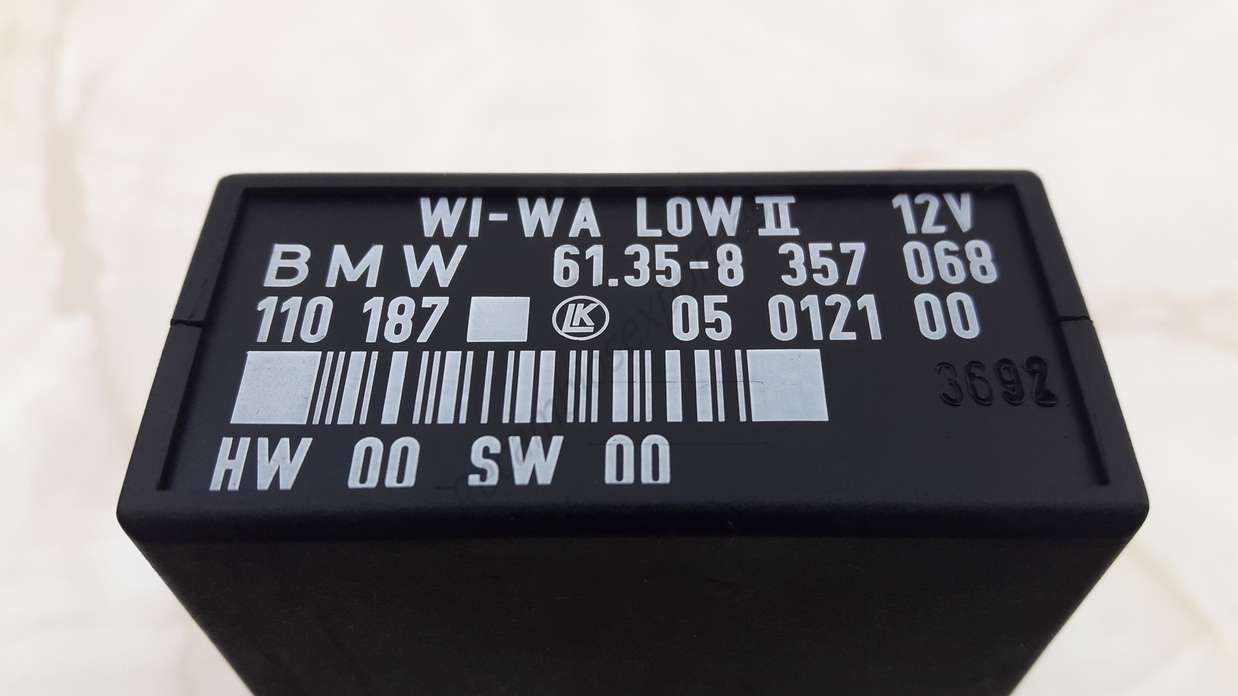 WI-WA LOW II 12V
BMW 61.35-8 357 068
110 187 LK 05 0121 00
3692
HW 00 SW 00